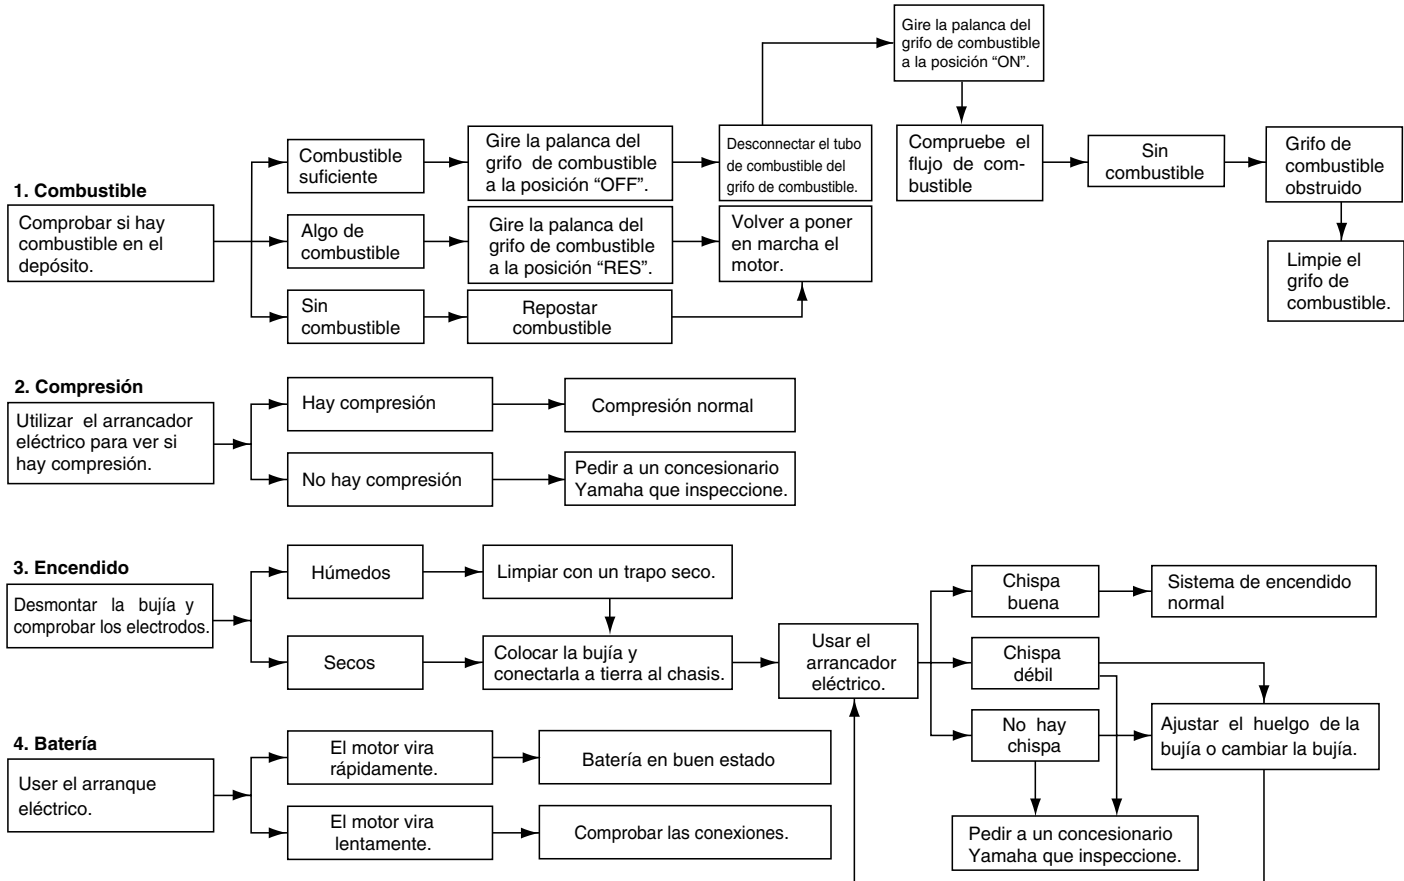 Gire la palanca del
grifo de combustible
a la posición “ON”.
1. Combustible
Comprobar si hay
combustible en el
depósito.
Combustible
suficiente
Gire la palanca del
grifo de combustible
a la posición “OFF”.
Desconnectar el tubo
de combustible del
grifo de combustible.
Compruebe el
flujo de com-
bustible
Sin
combustible
Grifo de
combustible
obstruido
Limpie el
grifo de
combustible.
Algo de
combustible
Gire la palanca del
grifo de combustible
a la posición “RES”.
Volver a poner
en marcha el
motor.
Sin
combustible
Repostar
combustible
2. Compresión
Utilizar el arrancador
eléctrico para ver si
hay compresión.
Hay compresión
Compresión normal
No hay compresión
Pedir a un concesionario
Yamaha que inspeccione.
3. Encendido
Desmontar la bujía y
comprobar los electrodos.
Húmedos
Limpiar con un trapo seco.
Secos
Colocar la bujía y
conectarla a tierra al chasis.
Usar el
arrancador
eléctrico.
Chispa
buena
Sistema de encendido
normal
Chispa
débil
No hay
chispa
Ajustar el huelgo de la
bujía o cambiar la bujía.
Pedir a un concesionario
Yamaha que inspeccione.
4. Batería
User el arranque
eléctrico.
El motor vira
rápidamente.
Batería en buen estado
El motor vira
lentamente.
Comprobar las conexiones.